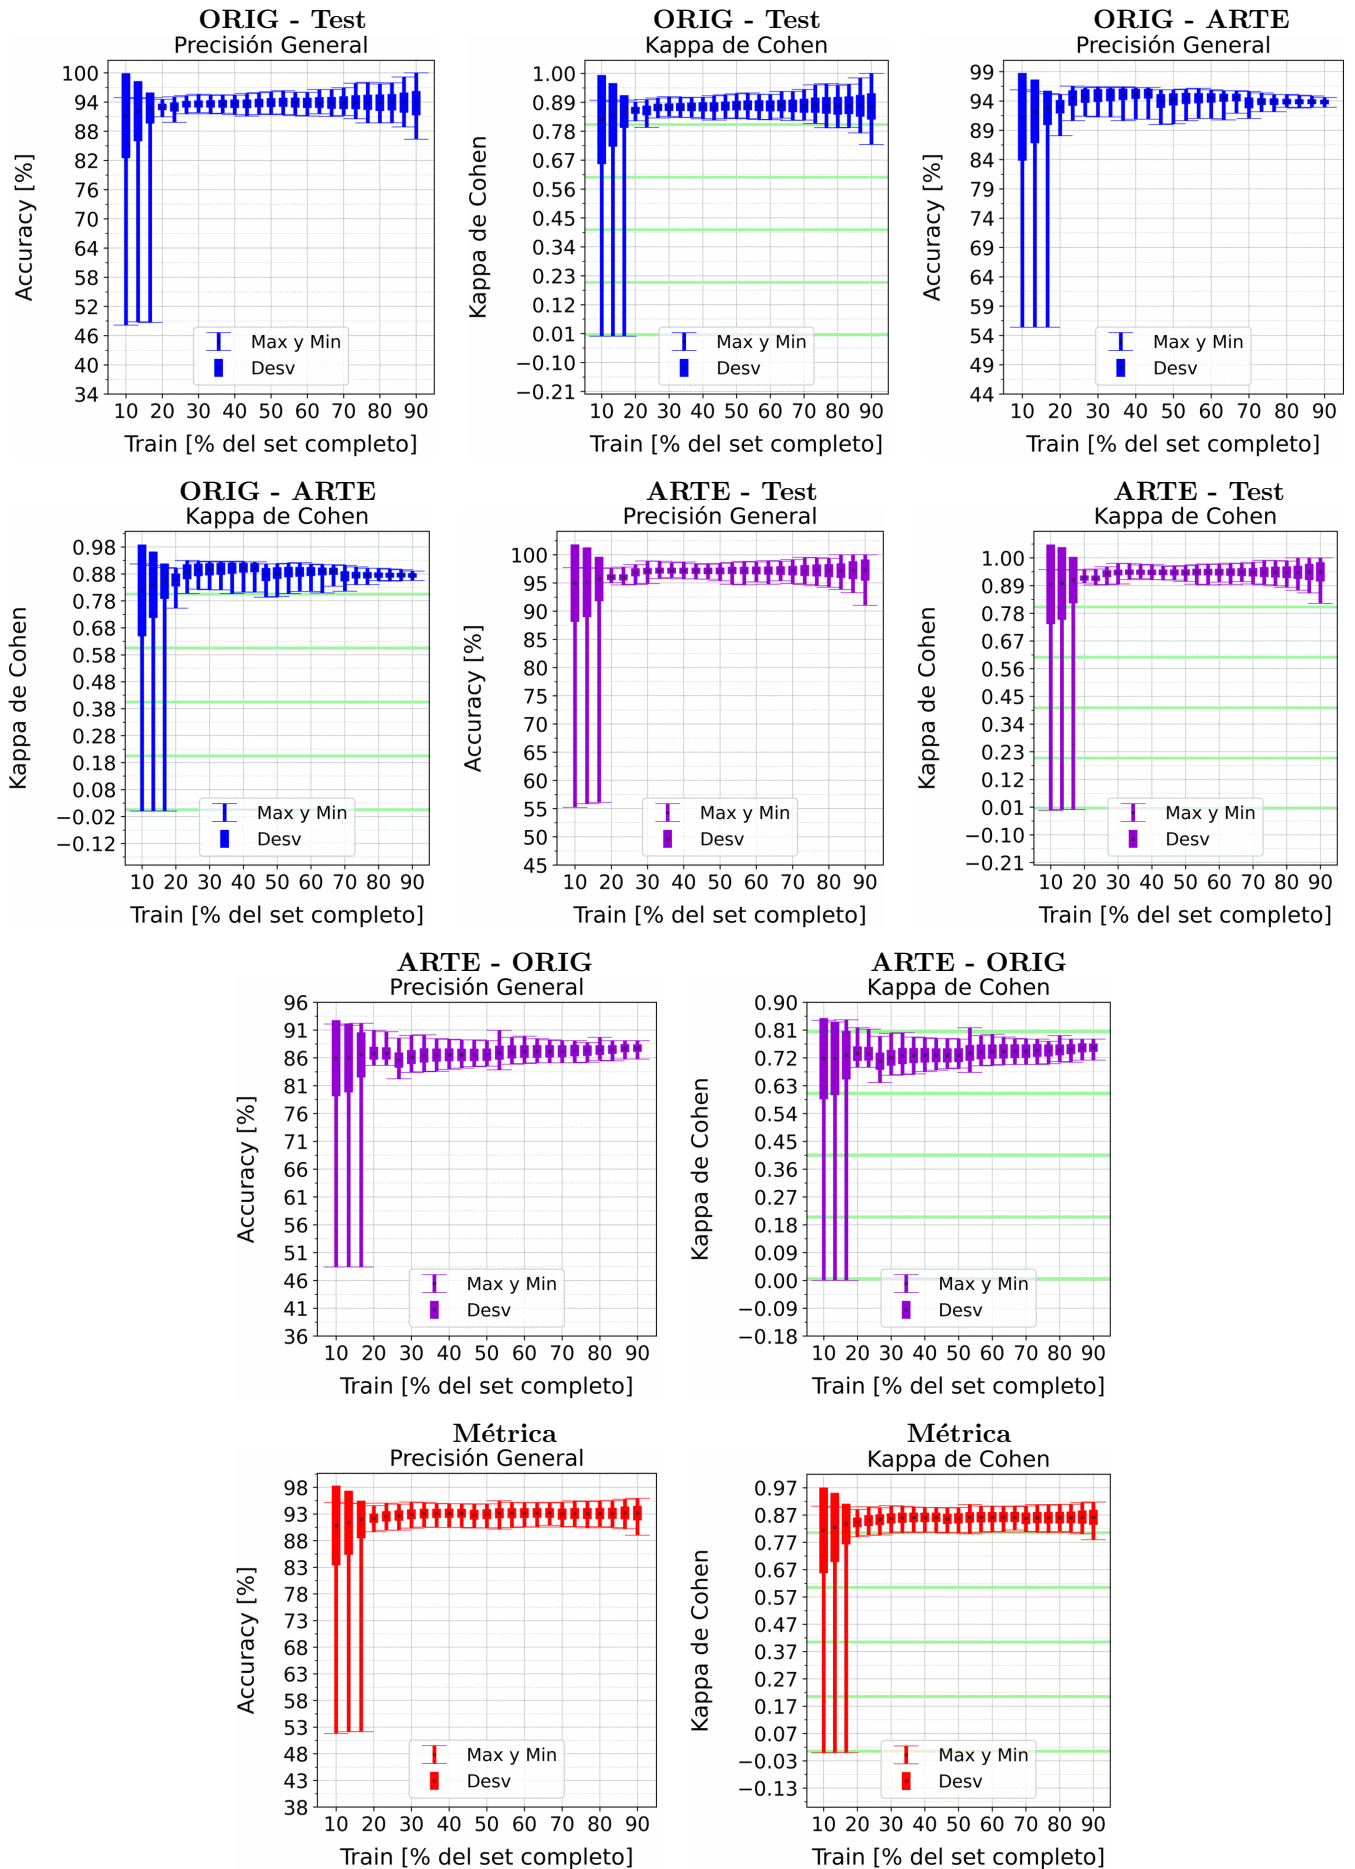 ORIG - Test
Precisión General
Accuracy [%]
100
94
88
82
76
70
64
58
52
46
40
34
Max y Min
Desv
10 20 30 40 50 60 70 80 90
Train [% del set completo]
ORIG - Test
Kappa de Cohen
Kappa de Cohen
1.00
0.89
0.78
0.67
0.56
0.45
0.34
0.23
0.12
0.01
−0.10
−0.21
Max y Min
Desv
10 20 30 40 50 60 70 80 90
Train [% del set completo]
ORIG - ARTE
Precisión General
Accuracy [%]
99
94
89
84
79
74
69
64
59
54
49
44
Max y Min
Desv
10 20 30 40 50 60 70 80 90
Train [% del set completo]
ORIG - ARTE
Kappa de Cohen
Kappa de Cohen
0.98
0.88
0.78
0.68
0.58
0.48
0.38
0.28
0.18
0.08
−0.02
−0.12
Max y Min
Desv
10 20 30 40 50 60 70 80 90
Train [% del set completo]
ARTE - Test
Precisión General
Accuracy [%]
100
95
90
85
80
75
70
65
60
55
50
45
Max y Min
Desv
10 20 30 40 50 60 70 80 90
Train [% del set completo]
ARTE - Test
Kappa de Cohen
Kappa de Cohen
1.00
0.89
0.78
0.67
0.56
0.45
0.34
0.23
0.12
0.01
−0.10
−0.21
Max y Min
Desv
10 20 30 40 50 60 70 80 90
Train [% del set completo]
ARTE - ORIG
Precisión General
Accuracy [%]
96
91
86
81
76
71
66
61
56
51
46
41
36
Max y Min
Desv
10 20 30 40 50 60 70 80 90
Train [% del set completo]
ARTE - ORIG
Kappa de Cohen
Kappa de Cohen
0.90
0.81
0.72
0.63
0.54
0.45
0.36
0.27
0.18
0.09
0.00
−0.09
−0.18
Max y Min
Desv
10 20 30 40 50 60 70 80 90
Train [% del set completo]
Métrica
Precisión General
Accuracy [%]
98
93
88
83
78
73
68
63
58
53
48
43
38
Max y Min
Desv
10 20 30 40 50 60 70 80 90
Train [% del set completo]
Métrica
Kappa de Cohen
Kappa de Cohen
0.97
0.87
0.77
0.67
0.57
0.47
0.37
0.27
0.17
0.07
−0.03
−0.13
Max y Min
Desv
10 20 30 40 50 60 70 80 90
Train [% del set completo]